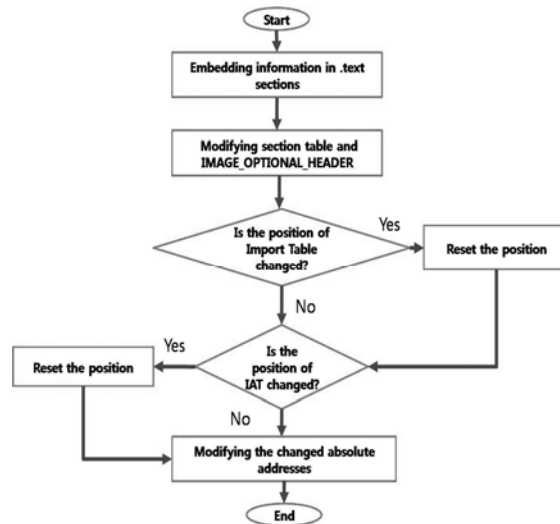 Start
Embedding information in .text
sections
Modifying section table and
IMAGE_OPTIONAL_HEADER
Is the position of
Import Table
changed?
Yes
Reset the position
No
Is the
position of
IAT changed?
Yes
Reset the position
No
Modifying the changed absolute
addresses
End